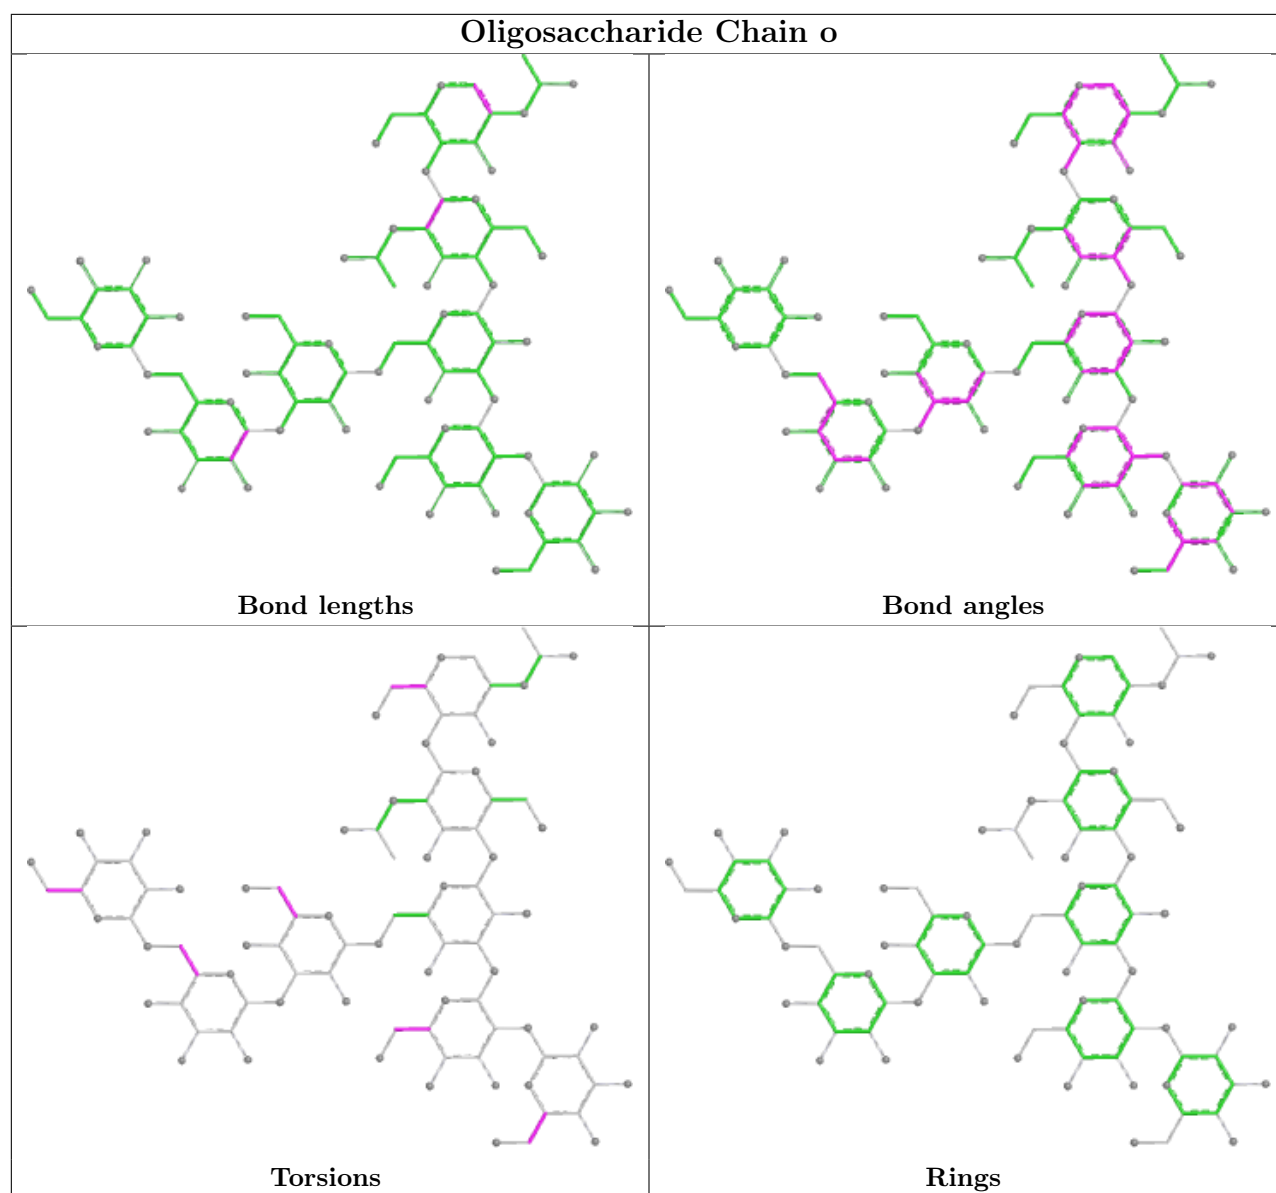 Oligosaccharide Chain o
Bond lengths
Bond angles
Torsions
Rings